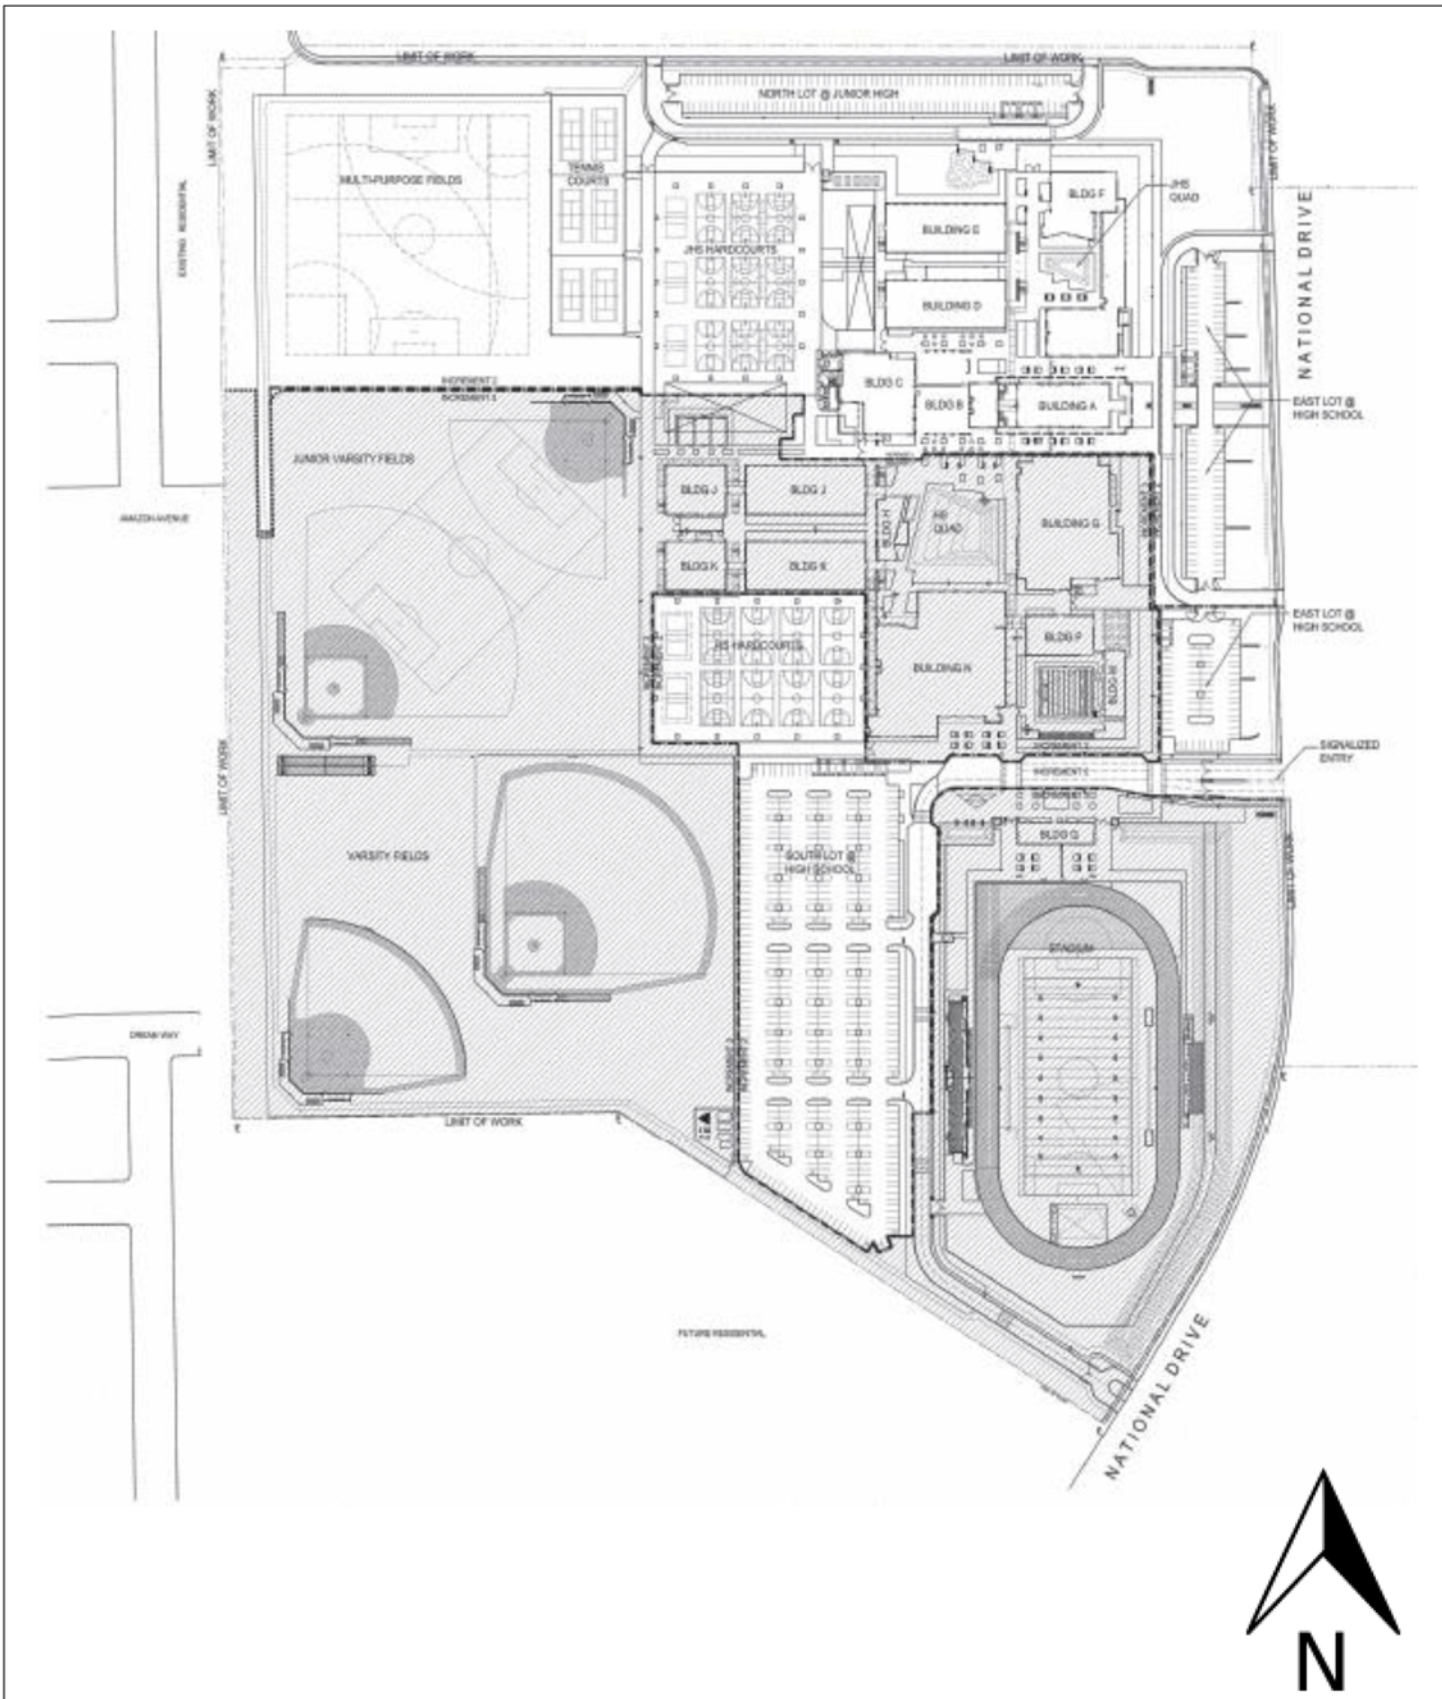 LIMIT OF WORK
LIMIT OF WORK
NORTH LOT @ JUNIOR HIGH
LIMIT OF WORK
LIMIT OF WORK
MULTI-PURPOSE FIELDS
TENNIS
COURTS
EXISTING RESIDENTIAL
BLDG F
JHS
QUAD
NATIONAL DRIVE
BUILDING E
JHS HARDCOURTS
BUILDING D
INCREMENT 2
BLDG C
BLDG B
BUILDING A
EAST LOT @
HIGH SCHOOL
JUNIOR VARSITY FIELDS
BLDG J
BLDG J
BLDG H
HS
QUAD
BUILDING G
AMAZON AVENUE
BLDG K
BLDG K
EAST LOT @
HIGH SCHOOL
HS HARDCOURTS
BLDG P
BUILDING N
BLDG M
LIMIT OF WORK
SIGNALIZED
ENTRY
BLDG Q
VARSITY FIELDS
SOUTH LOT @
HIGH SCHOOL
LIMIT OF WORK
STADIUM
LIMIT OF WORK
FUTURE RESIDENTIAL
NATIONAL DRIVE
N